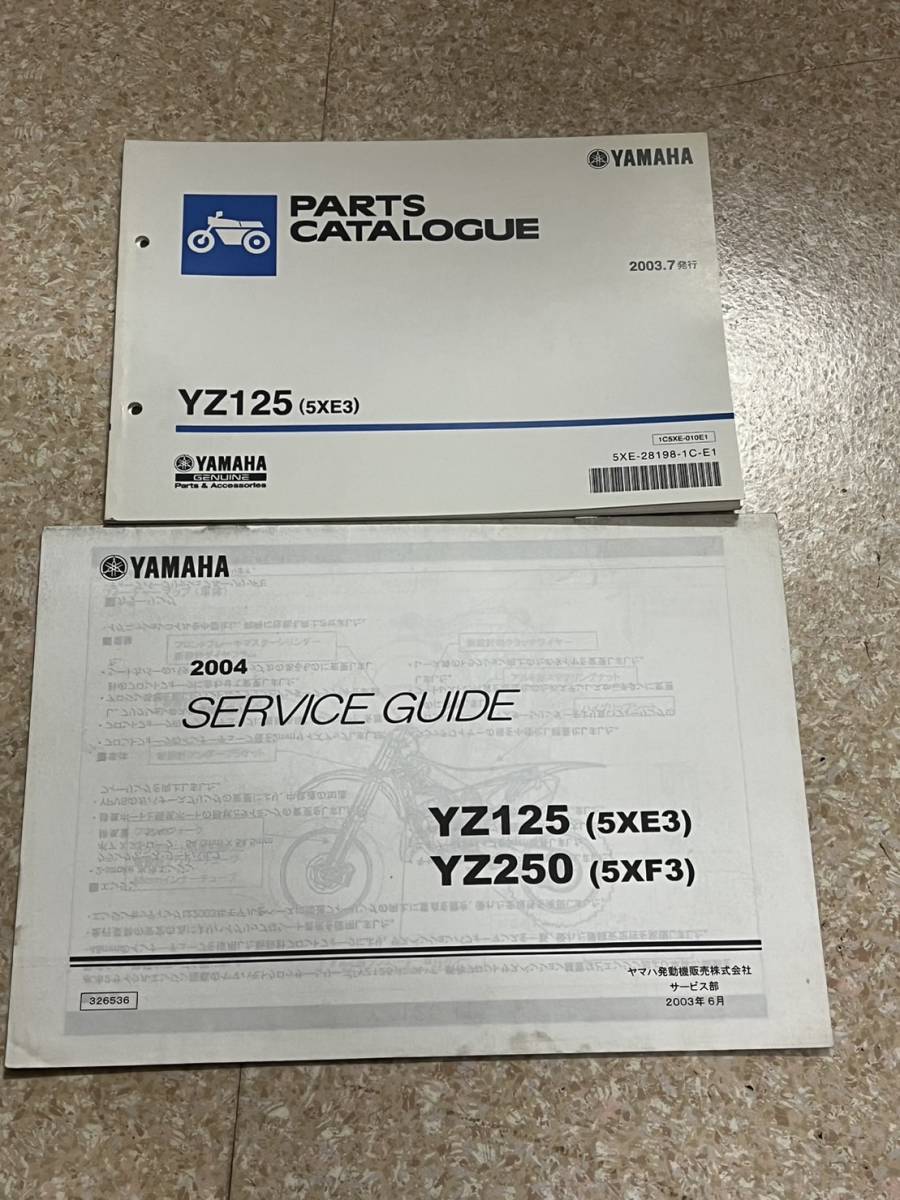 YAMAHA
PARTS
CATALOGUE
2003.7発行
YZ125 (5XE3)
1C5XE-010E1
5XE-28198-1C-E1
YAMAHA
GENUINE
Parts & Accessories
YAMAHA
2004
SERVICE GUIDE
YZ125 (5XE3)
YZ250 (5XF3)
ヤマハ発動機販売株式会社
サービス部
2003年6月
326536